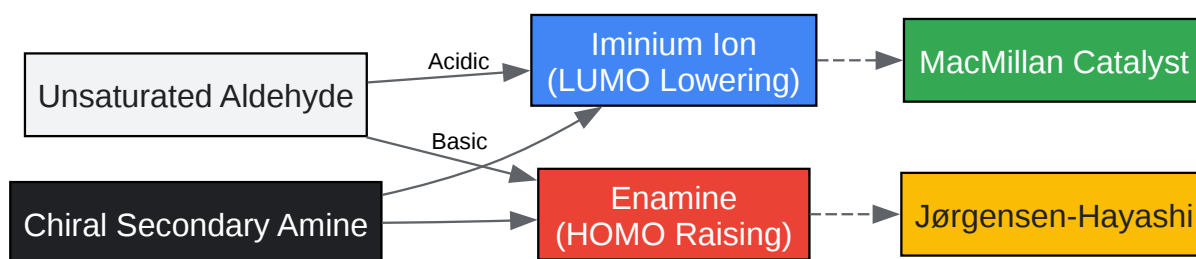 Unsaturated Aldehyde
Chiral Secondary Amine
Acidic
Basic
Iminium Ion
(LUMO Lowering)
Enamine
(HOMO Raising)
MacMillan Catalyst
Jørgensen-Hayashi